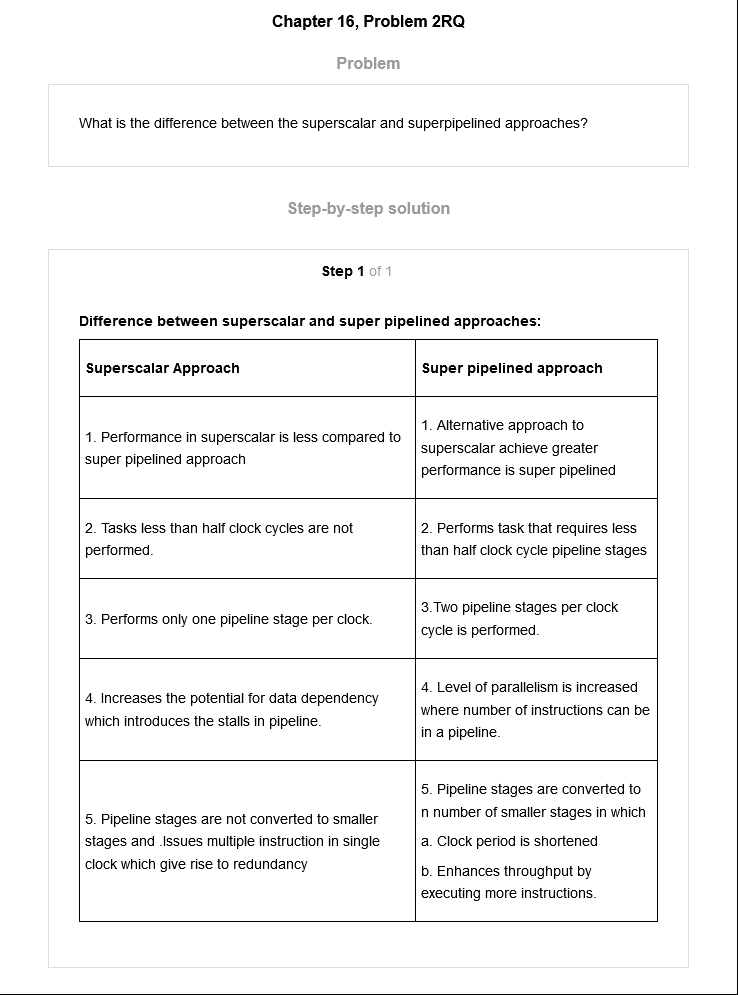 Chapter 16, Problem 2RQ
Problem
What is the difference between the superscalar and superpipelined approaches?
Step-by-step solution
Step 1 of 1
Difference between superscalar and super pipelined approaches:
Superscalar Approach
Super pipelined approach
1. Performance in superscalar is less compared to
super pipelined approach
1. Alternative approach to
superscalar achieve greater
performance is super pipelined
2. Tasks less than half clock cycles are not
performed.
2. Performs task that requires less
than half clock cycle pipeline stages
3. Performs only one pipeline stage per clock.
3.Two pipeline stages per clock
cycle is performed.
4. Increases the potential for data dependency
which introduces the stalls in pipeline.
4. Level of parallelism is increased
where number of instructions can be
in a pipeline.
5. Pipeline stages are not converted to smaller
stages and .Issues multiple instruction in single
clock which give rise to redundancy
5. Pipeline stages are converted to
n number of smaller stages in which
a. Clock period is shortened
b. Enhances throughput by
executing more instructions.